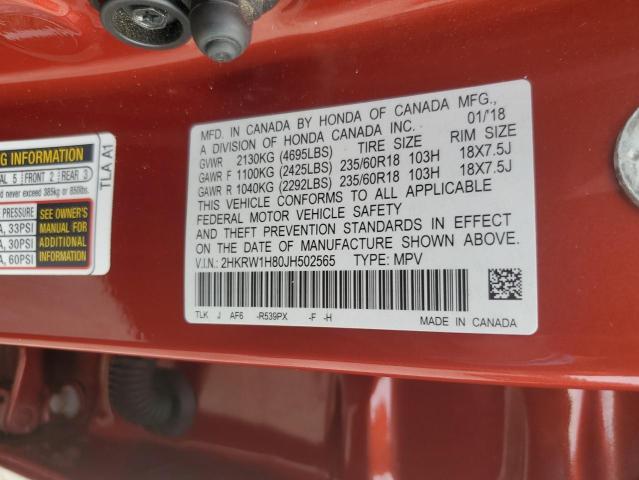 MFD. IN CANADA BY HONDA OF CANADA MFG.,
A DIVISION OF HONDA CANADA INC. 01/'18
GVWR 2130KG (4695LBS) TIRE SIZE RIM SIZE
GAWR F 1100KG (2425LBS) 235/60R18 103H 18X7.5J
GAWR R 1040KG (2292LBS) 235/60R18 103H 18X7.5J
THIS VEHICLE CONFORMS TO ALL APPLICABLE
FEDERAL MOTOR VEHICLE SAFETY
AND THEFT PREVENTION STANDARDS IN EFFECT
ON THE DATE OF MANUFACTURE SHOWN ABOVE.
V.I.N.: 2HKRW1H80JH502565 TYPE: MPV
TLK J AF6 -R539PX -F -H
MADE IN CANADA
TLA A1
INFORMATION
5 FRONT 2 REAR 3
never exceed 385kg or 850lbs.
PRESSURE
33PSI
30PSI
60PSI
SEE OWNER'S
MANUAL FOR
ADDITIONAL
INFORMATION